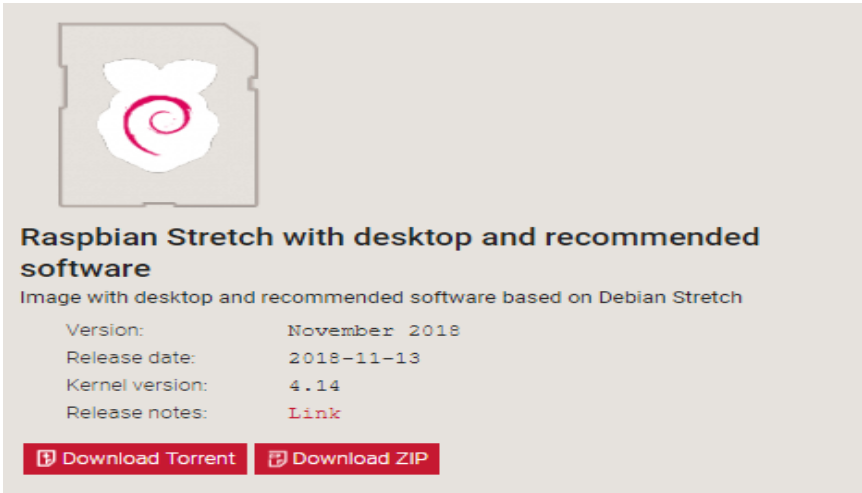 Raspbian Stretch with desktop and recommended
software
Image with desktop and recommended software based on Debian Stretch
Version: November 2018
Release date: 2018-11-13
Kernel version: 4.14
Release notes: Link
Download Torrent Download ZIP